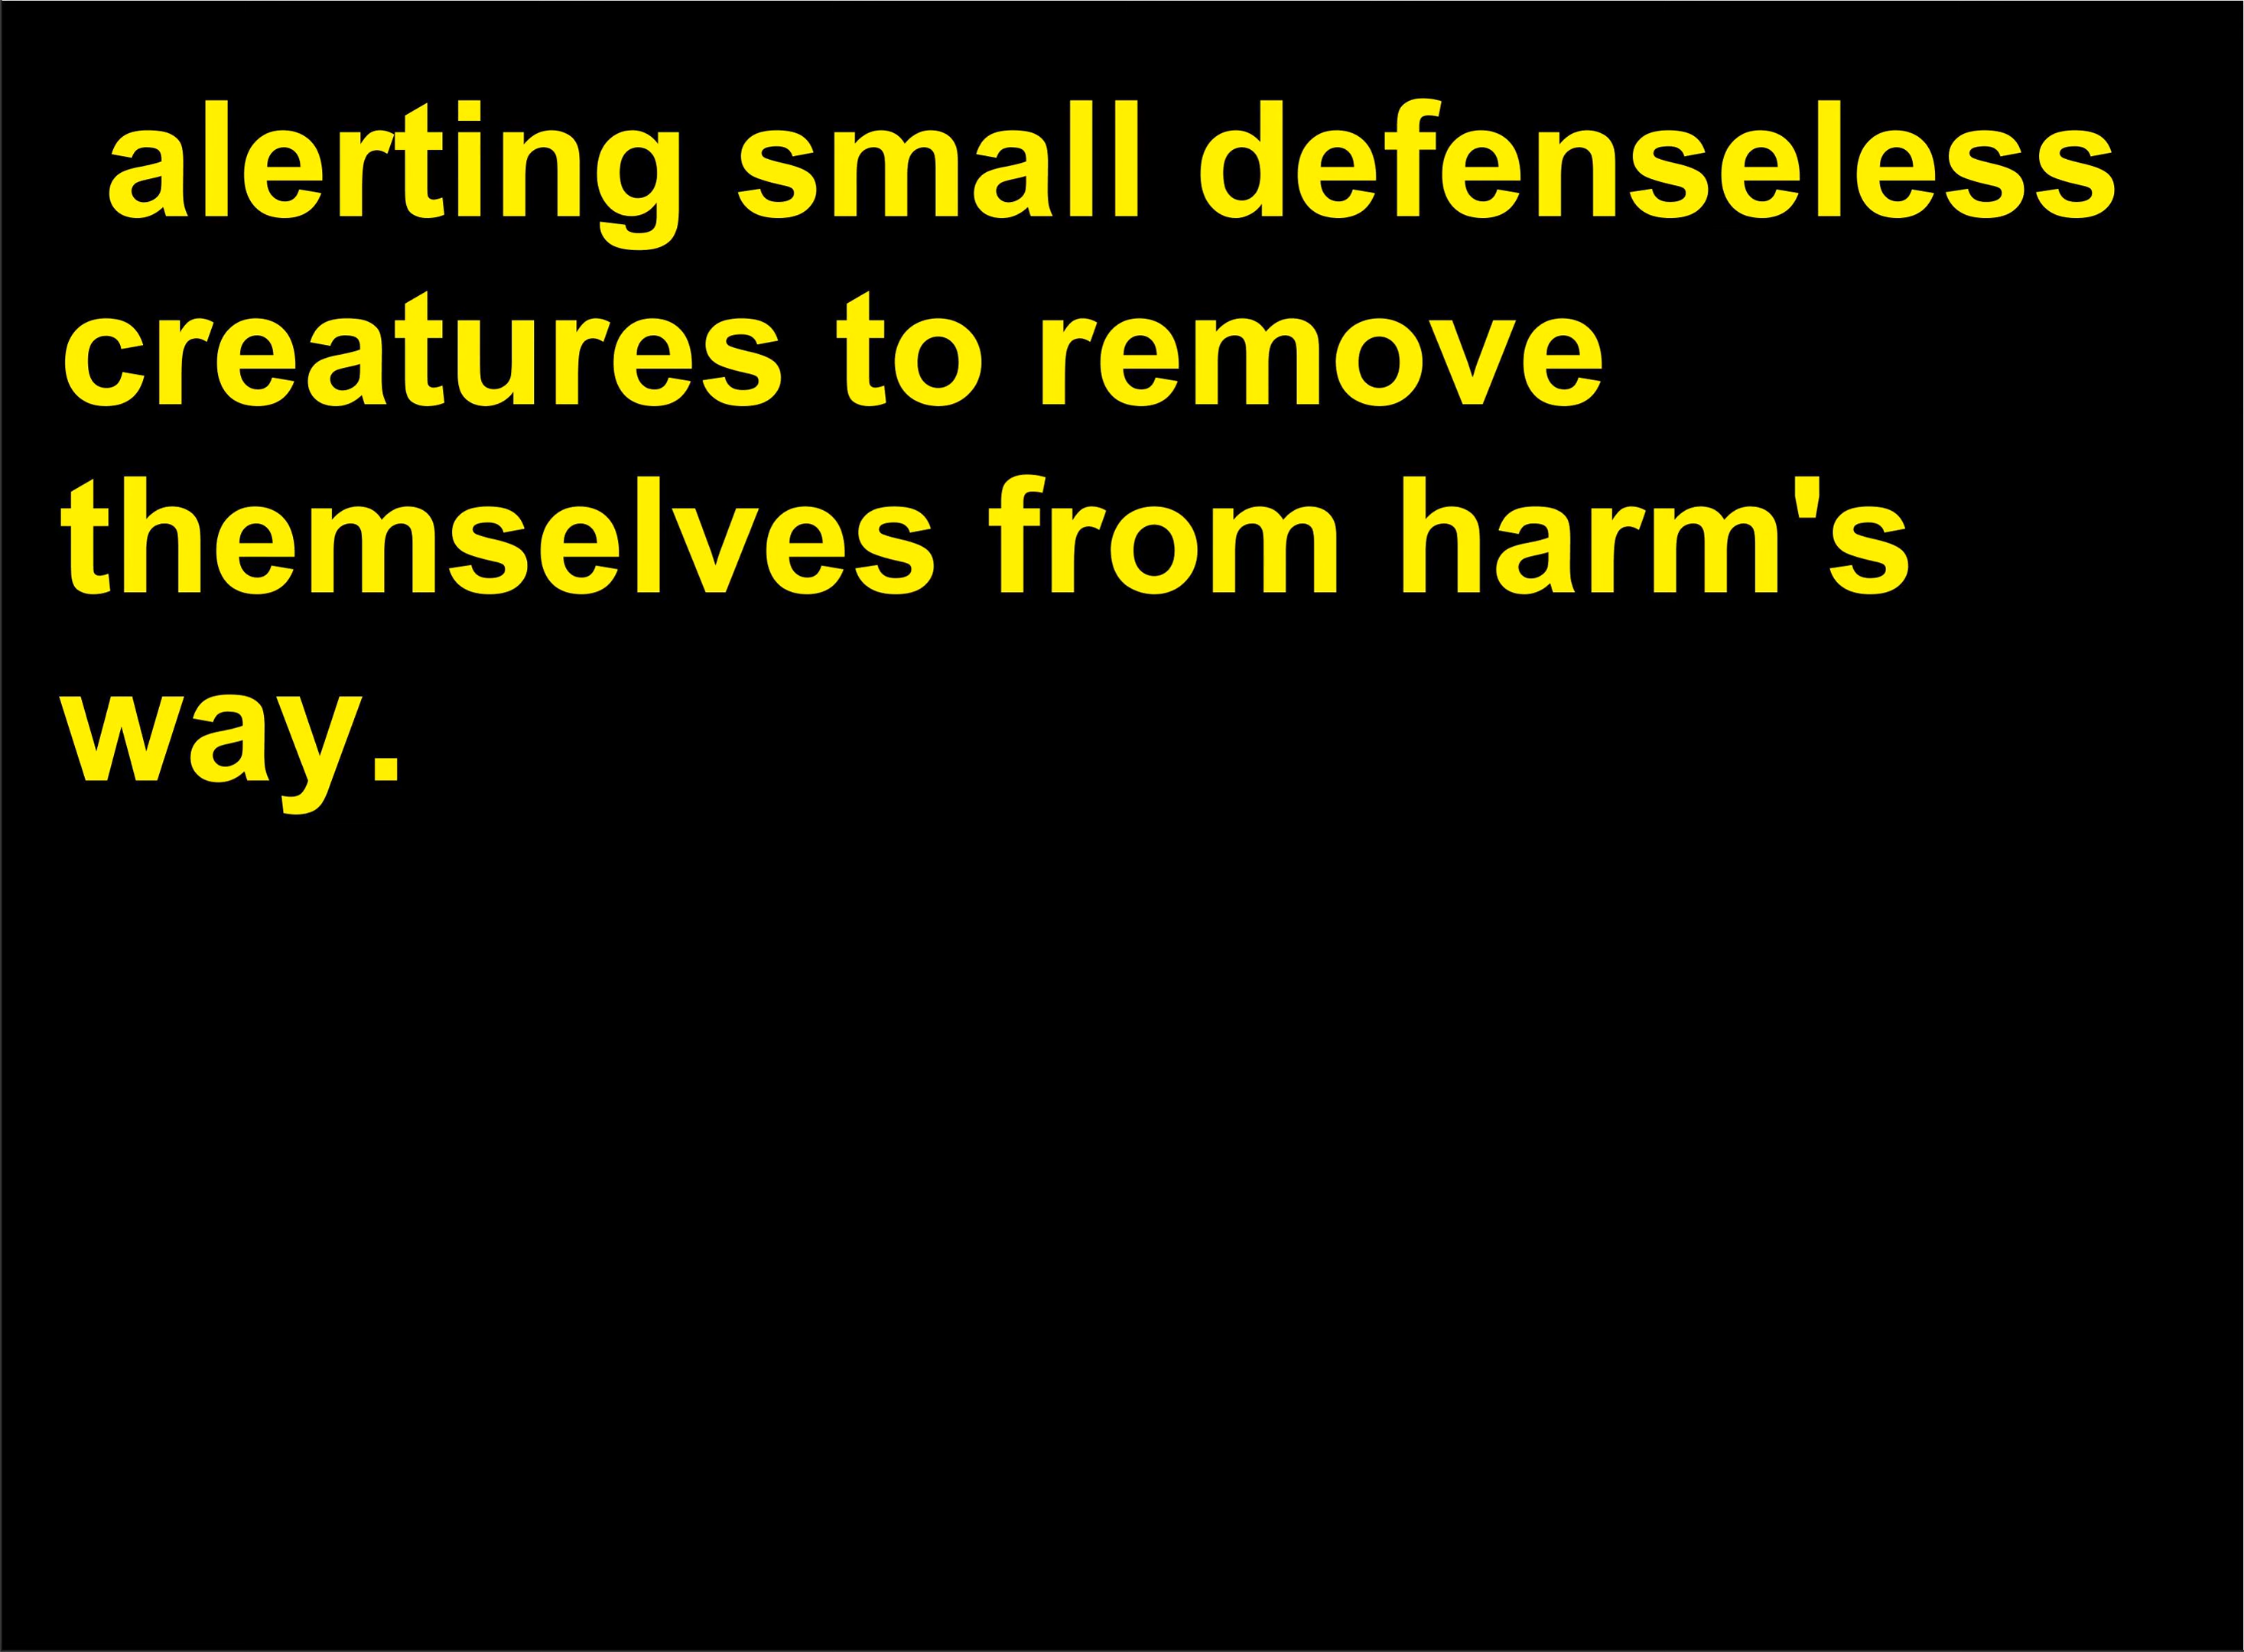 alerting small defenseless
creatures to remove
themselves from harm's
way.